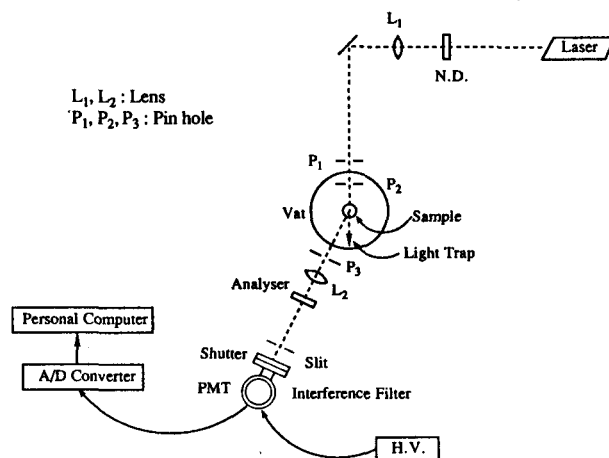 L₁
Laser
N.D.
L₁, L₂ : Lens
P₁, P₂, P₃ : Pin hole
P₁
P₂
Vat
Sample
Light Trap
P₃
L₂
Analyser
Personal Computer
Shutter
Slit
A/D Converter
PMT
Interference Filter
H.V.